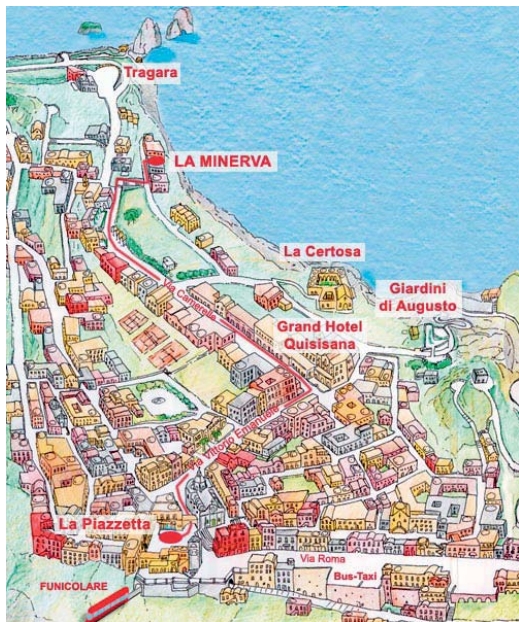 Tragara
LA MINERVA
La Certosa
Giardini
di Augusto
Via Camerelle
Grand Hotel
Quisisana
Via Vittorio Emanuele
La Piazzetta
Via Roma
Bus-Taxi
FUNICOLARE